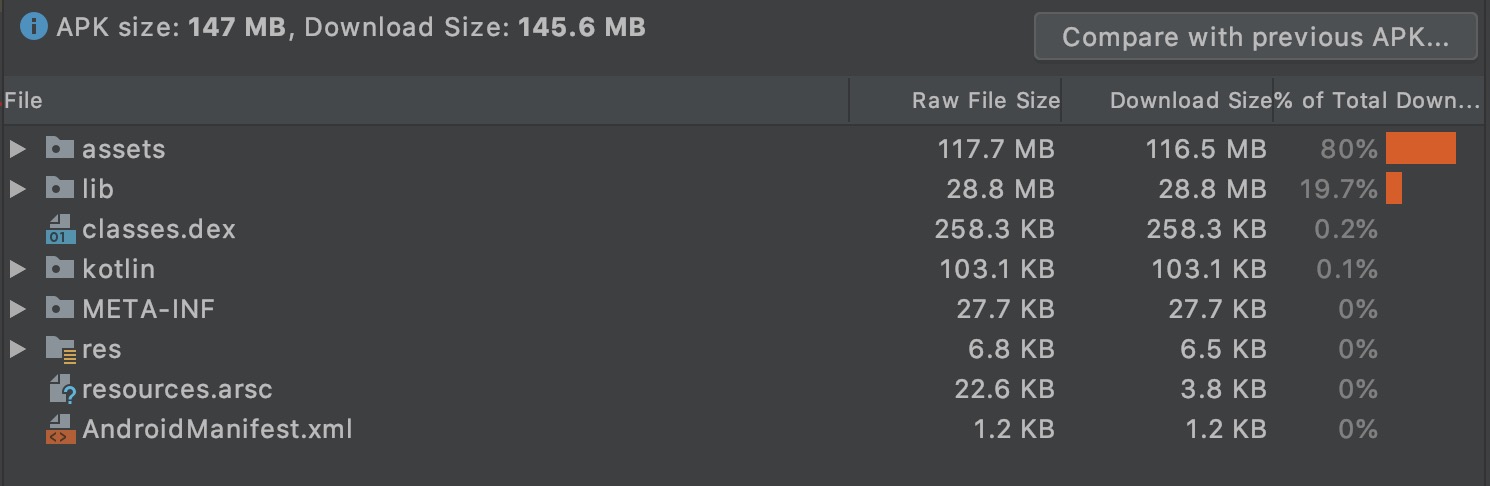 APK size: 147 MB, Download Size: 145.6 MB
Compare with previous APK...
File Raw File Size Download Size % of Total Down...
assets 117.7 MB 116.5 MB 80%
lib 28.8 MB 28.8 MB 19.7%
classes.dex 258.3 KB 258.3 KB 0.2%
kotlin 103.1 KB 103.1 KB 0.1%
META-INF 27.7 KB 27.7 KB 0%
res 6.8 KB 6.5 KB 0%
resources.arsc 22.6 KB 3.8 KB 0%
AndroidManifest.xml 1.2 KB 1.2 KB 0%